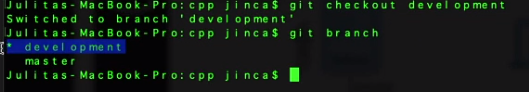 Julitas-MacBook-Pro:cpp jinca$ git checkout development
Switched to branch 'development'
Julitas-MacBook-Pro:cpp jinca$ git branch
* development
  master
Julitas-MacBook-Pro:cpp jinca$